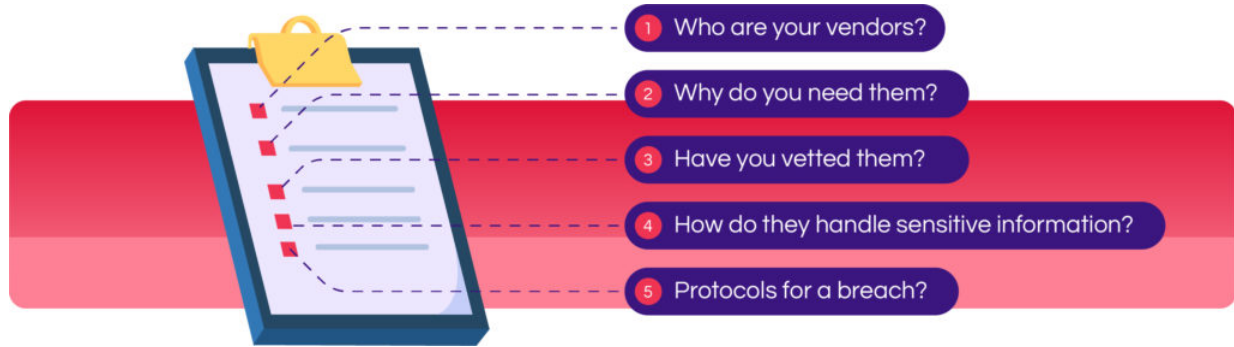 1 Who are your vendors?
2 Why do you need them?
3 Have you vetted them?
4 How do they handle sensitive information?
5 Protocols for a breach?